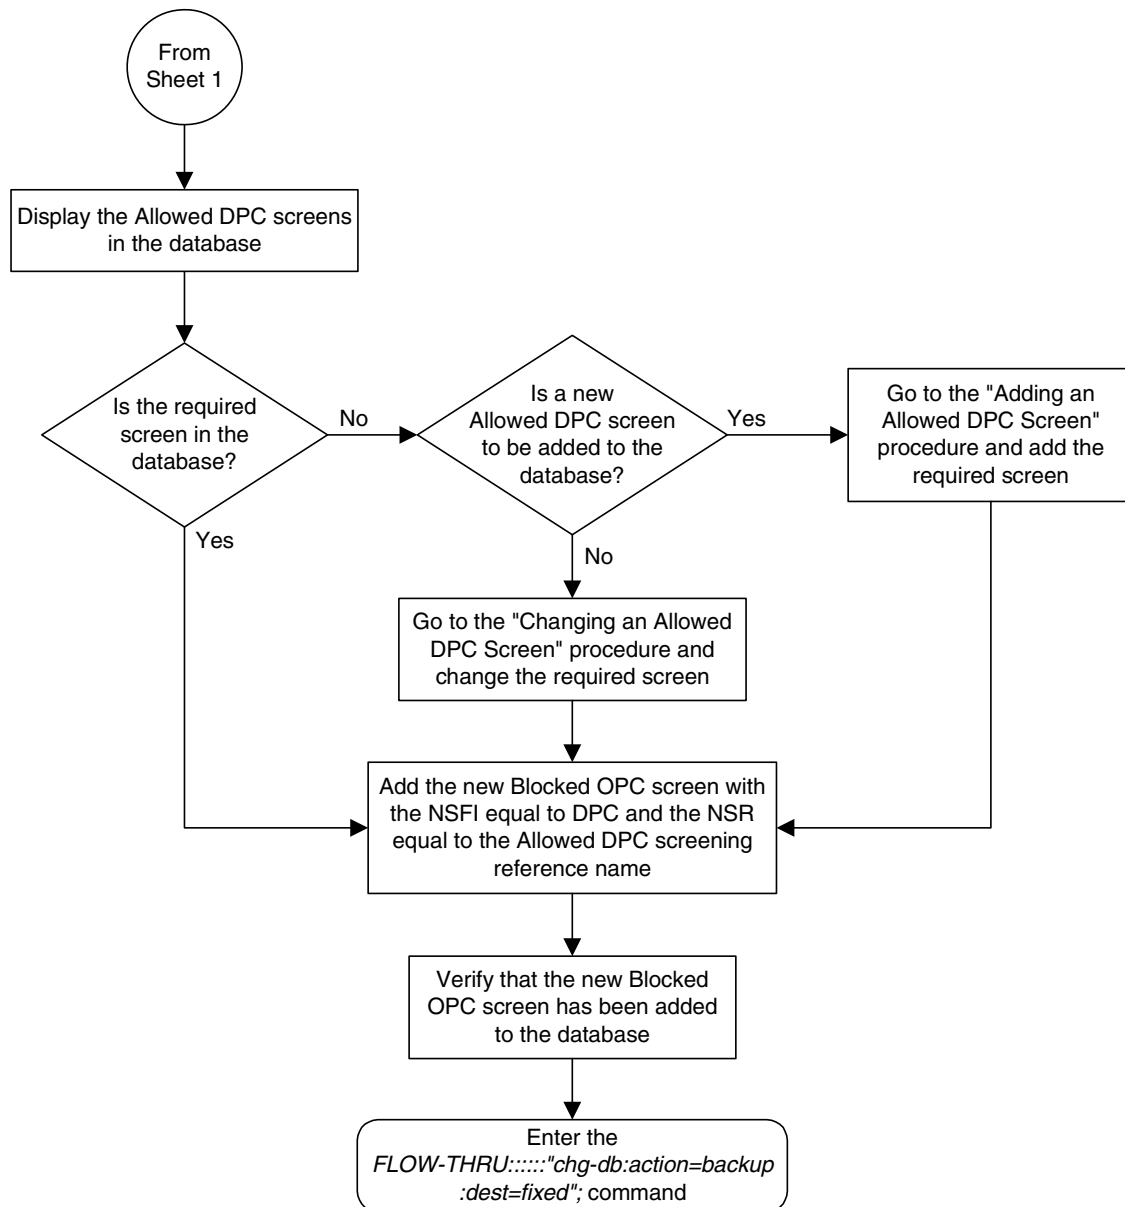 From
Sheet 1
Display the Allowed DPC screens
in the database
Is the required
screen in the
database?
No
Yes
Is a new
Allowed DPC screen
to be added to the
database?
Yes
No
Go to the "Adding an
Allowed DPC Screen"
procedure and add the
required screen
Go to the "Changing an Allowed
DPC Screen" procedure and
change the required screen
Add the new Blocked OPC screen with
the NSFI equal to DPC and the NSR
equal to the Allowed DPC screening
reference name
Verify that the new Blocked
OPC screen has been added
to the database
Enter the
FLOW-THRU::::::"chg-db:action=backup
:dest=fixed"; command